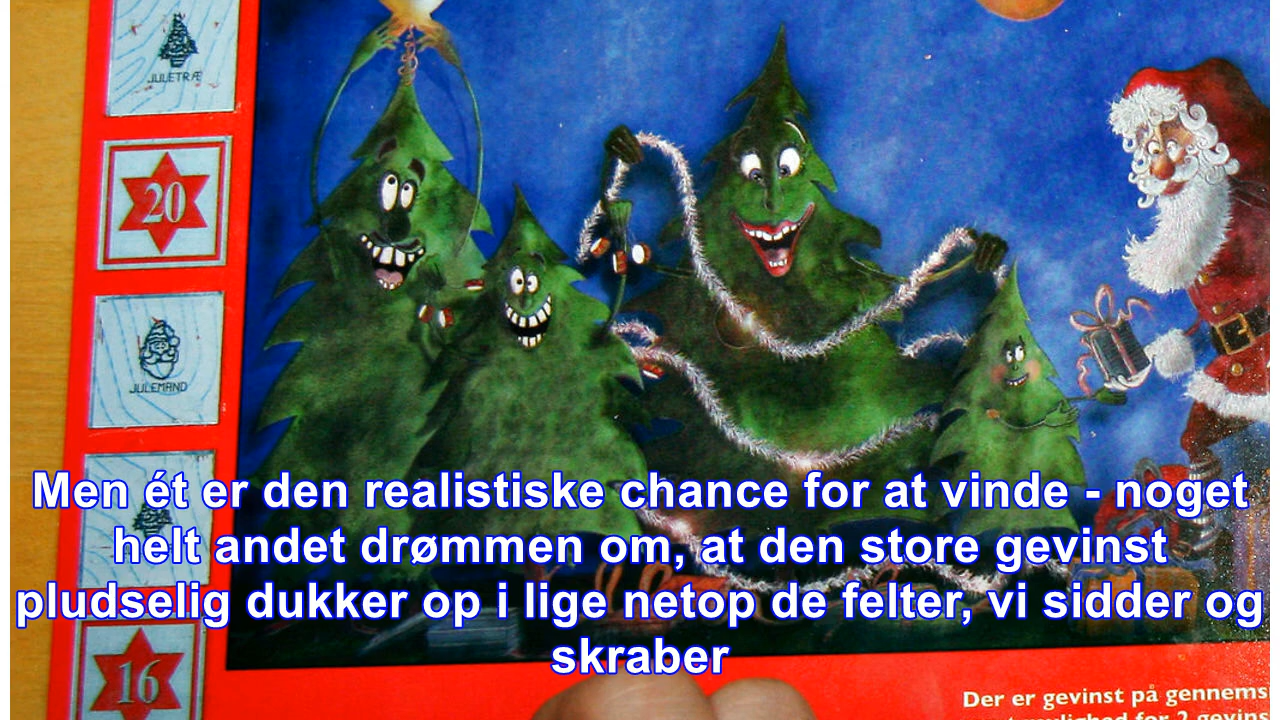 JULETRÆ
20
JULEMAND
Men ét er den realistiske chance for at vinde - noget
helt andet drømmen om, at den store gevinst
pludselig dukker op i lige netop de felter, vi sidder og
skraber
16
Der er gevinst på